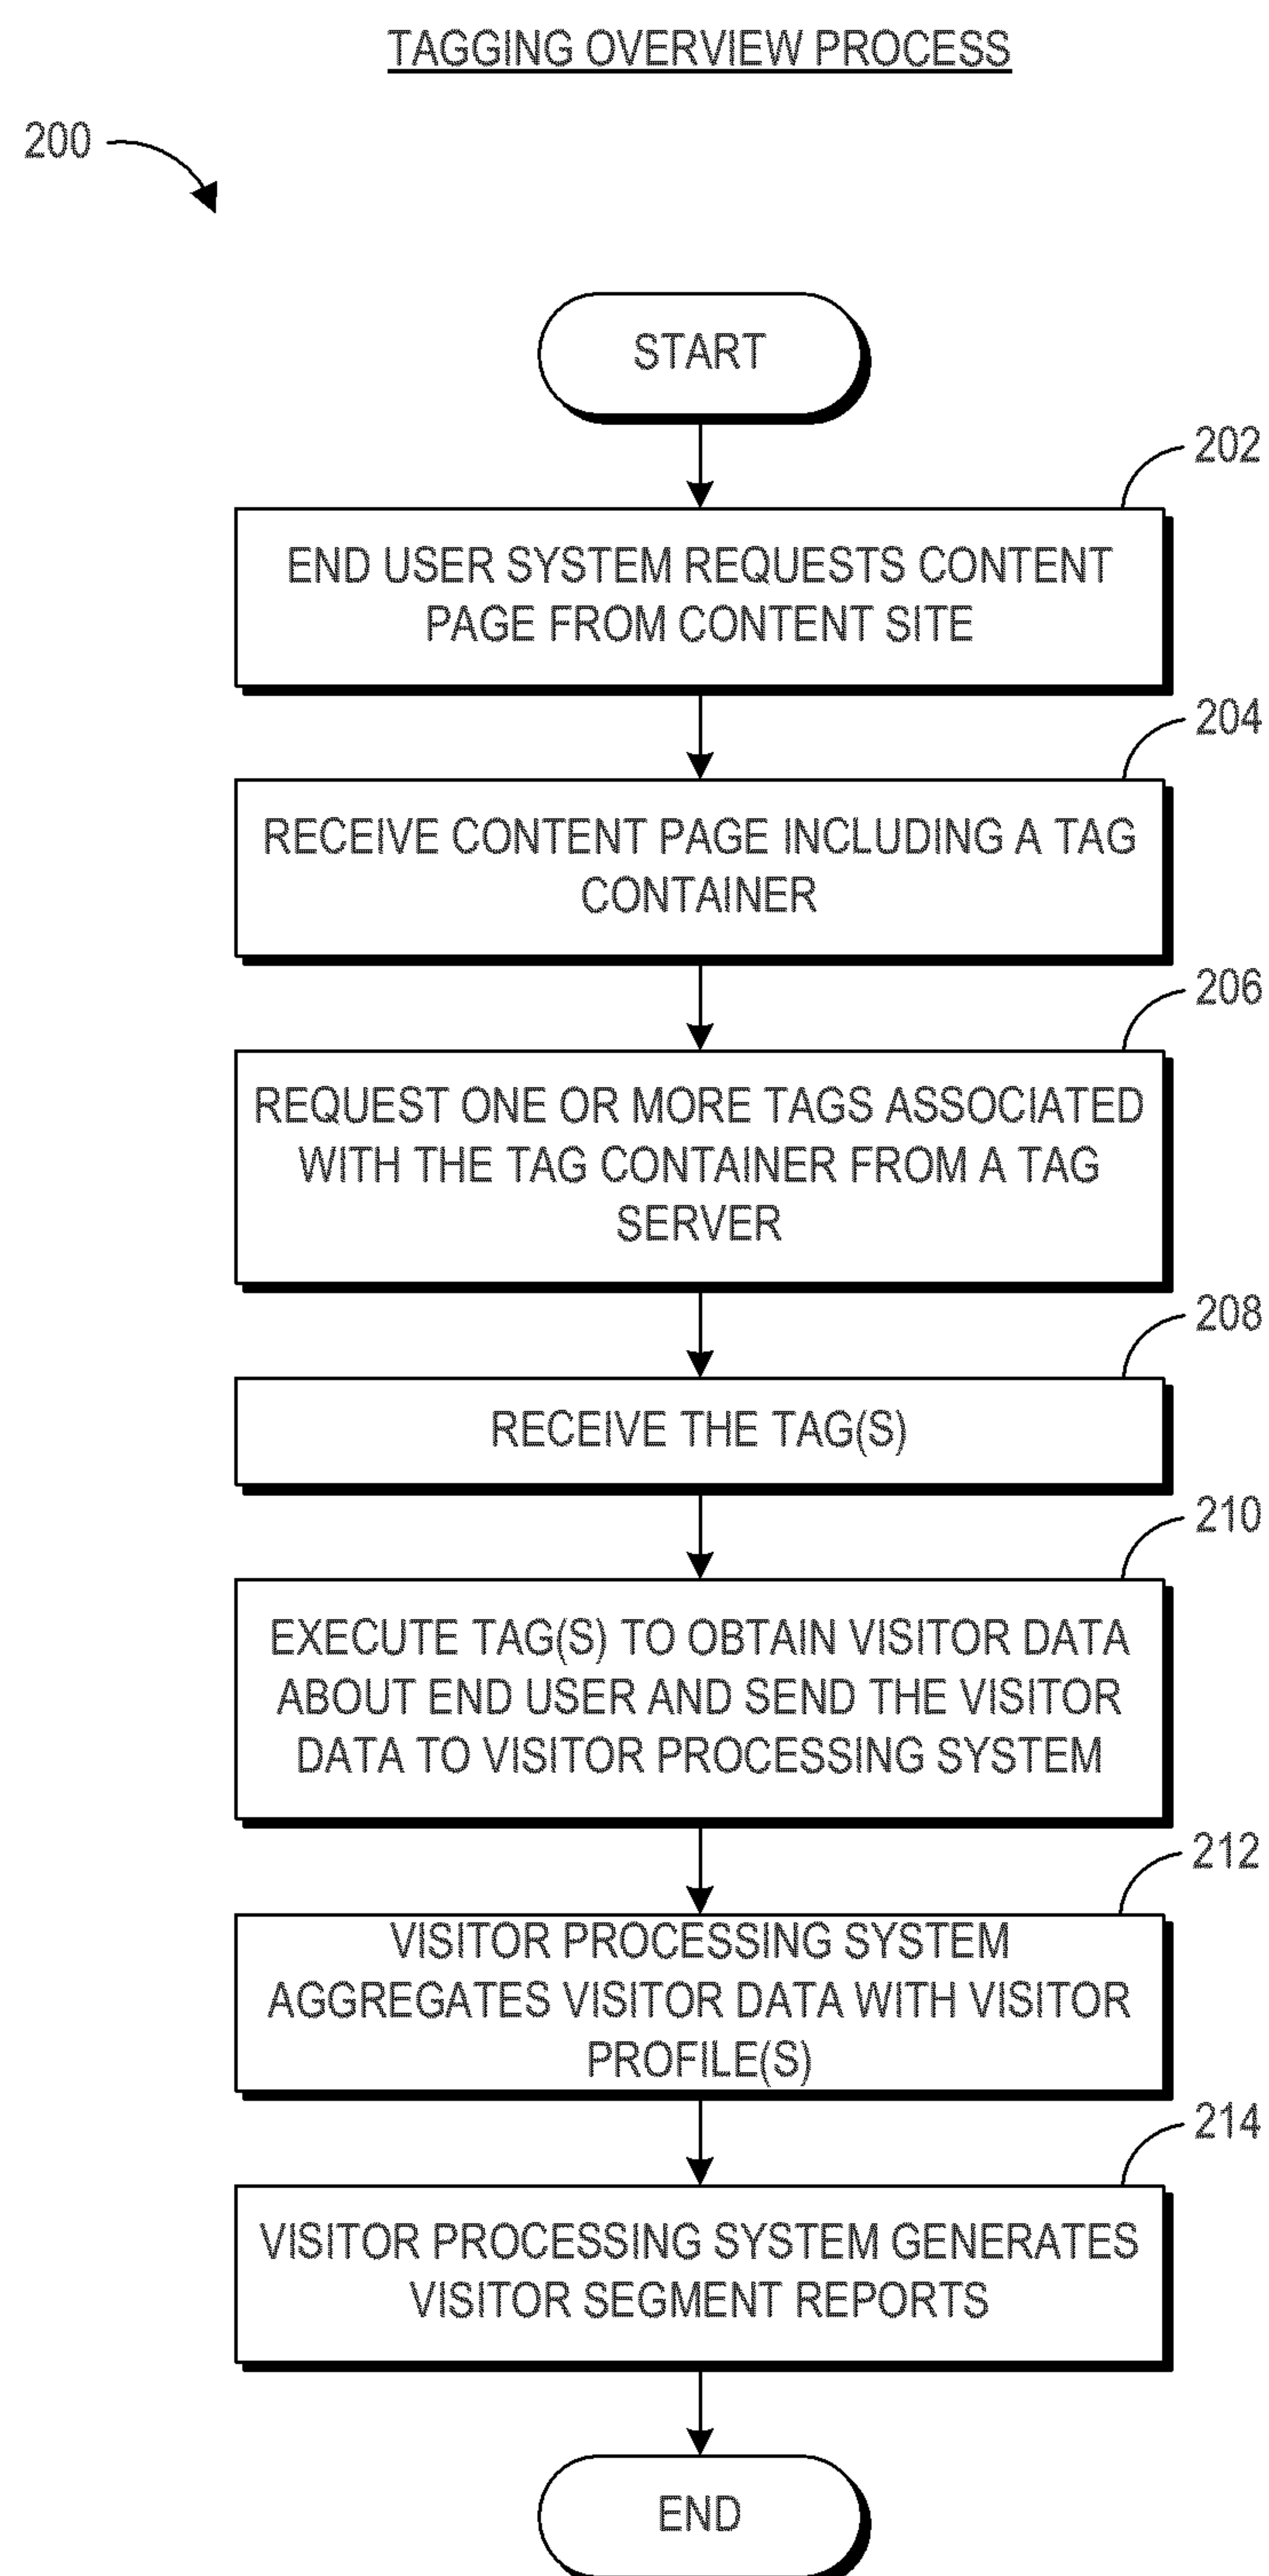 TAGGING OVERVIEW PROCESS
200
START
202
END USER SYSTEM REQUESTS CONTENT
PAGE FROM CONTENT SITE
204
RECEIVE CONTENT PAGE INCLUDING A TAG
CONTAINER
206
REQUEST ONE OR MORE TAGS ASSOCIATED
WITH THE TAG CONTAINER FROM A TAG
SERVER
208
RECEIVE THE TAG(S)
210
EXECUTE TAG(S) TO OBTAIN VISITOR DATA
ABOUT END USER AND SEND THE VISITOR
DATA TO VISITOR PROCESSING SYSTEM
212
VISITOR PROCESSING SYSTEM
AGGREGATES VISITOR DATA WITH VISITOR
PROFILE(S)
214
VISITOR PROCESSING SYSTEM GENERATES
VISITOR SEGMENT REPORTS
END